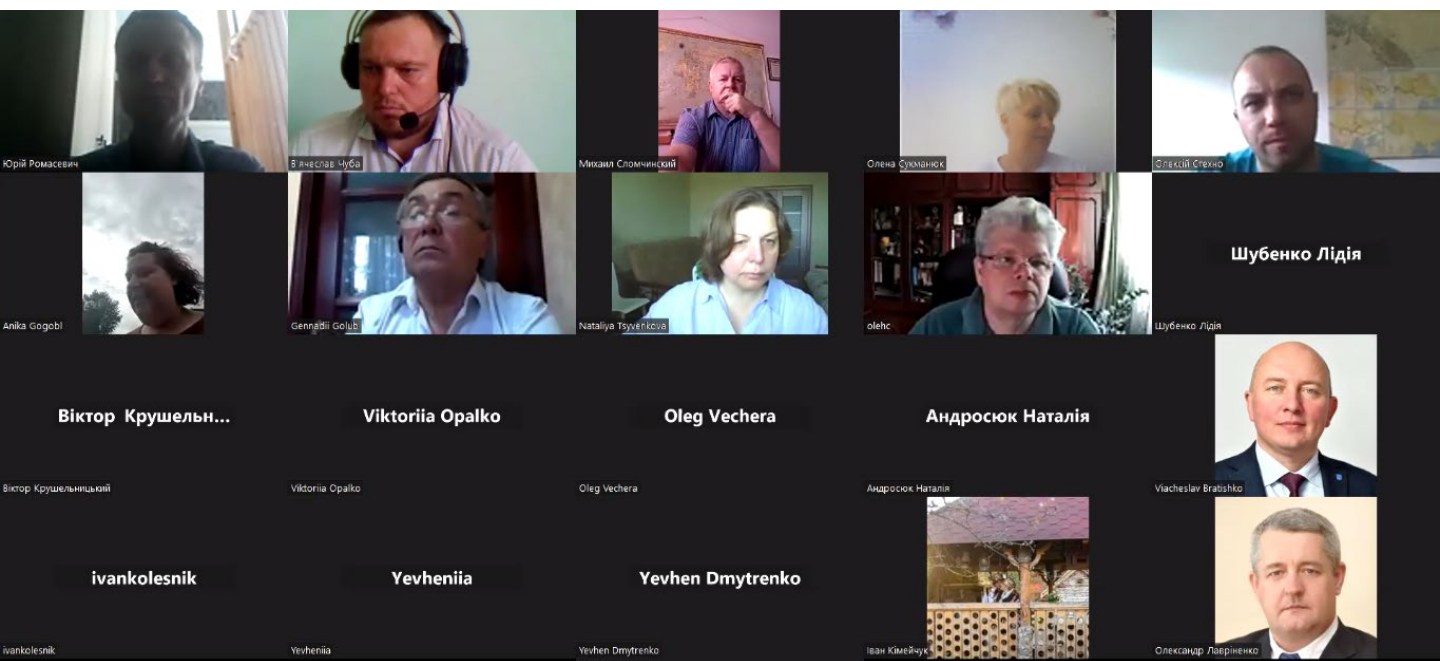 Юрій Ромасевич
В'ячеслав Чуба
Михаил Сломчинский
Олена Сукманюк
Олексій Стехно
Anika Gogobl
Gennadii Golub
Nataliya Tsyvenkova
olehc
Шубенко Лідія
Шубенко Лідія
Віктор Крушельн...
Viktoriia Opalko
Oleg Vechera
Андросюк Наталія
Віктор Крушельницький
Viktoriia Opalko
Oleg Vechera
Андросюк Наталія
Viacheslav Bratishko
ivankolesnik
Yevheniia
Yevhen Dmytrenko
ivankolesnik
Yevheniia
Yevhen Dmytrenko
Іван Кімейчук
Олександр Лавріненко